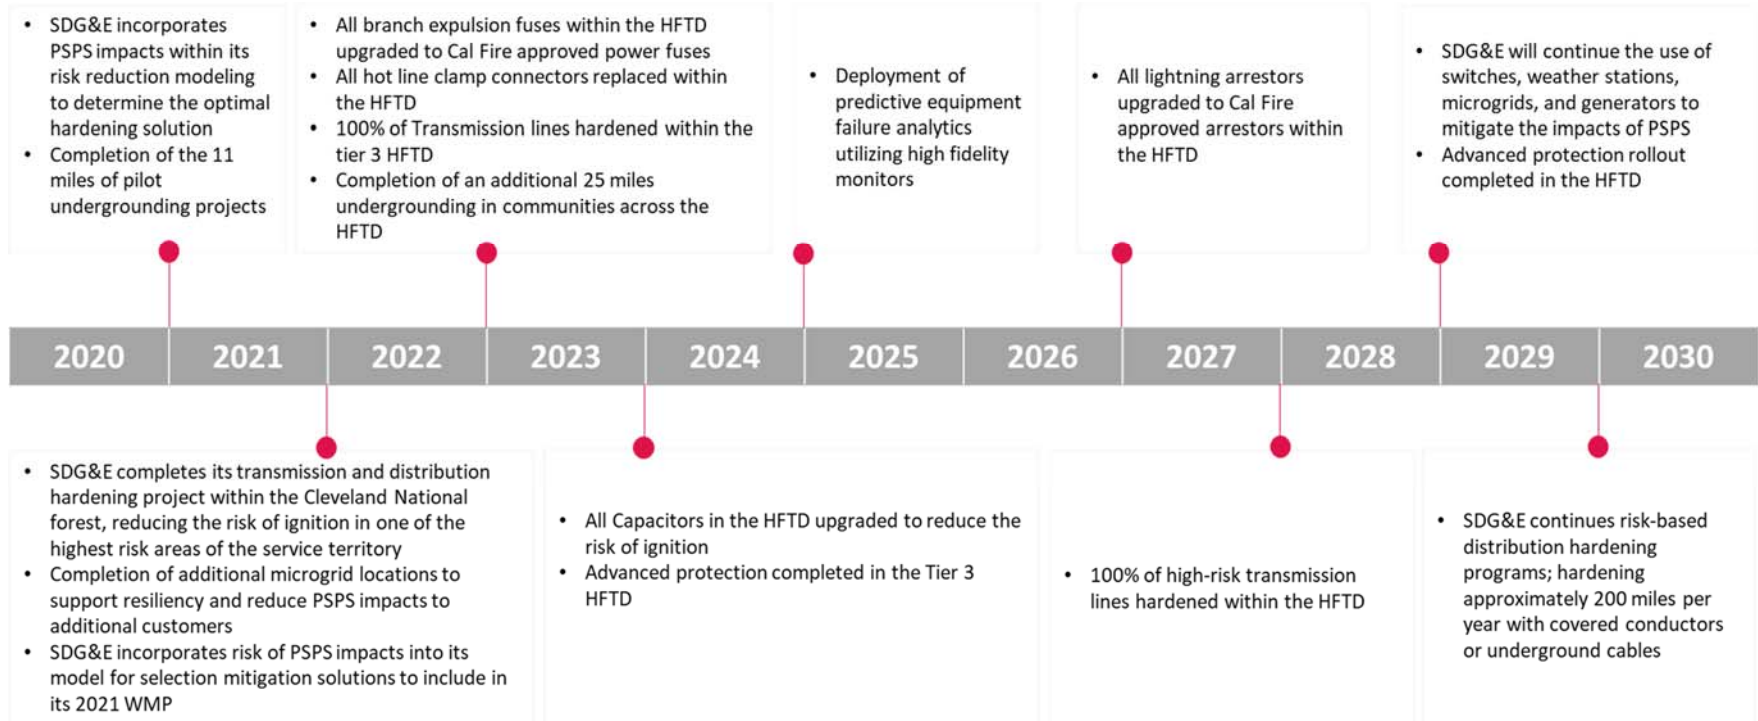 • SDG&E incorporates
PSPS impacts within its
risk reduction modeling
to determine the optimal
hardening solution
• Completion of the 11
miles of pilot
undergrounding projects
• All branch expulsion fuses within the HFTD
upgraded to Cal Fire approved power fuses
• All hot line clamp connectors replaced within
the HFTD
• 100% of Transmission lines hardened within the
tier 3 HFTD
• Completion of an additional 25 miles
undergrounding in communities across the
HFTD
• Deployment of
predictive equipment
failure analytics
utilizing high fidelity
monitors
• All lightning arrestors
upgraded to Cal Fire
approved arrestors within
the HFTD
• SDG&E will continue the use of
switches, weather stations,
microgrids, and generators to
mitigate the impacts of PSPS
• Advanced protection rollout
completed in the HFTD
2020 2021 2022 2023 2024 2025 2026 2027 2028 2029 2030
• SDG&E completes its transmission and distribution
hardening project within the Cleveland National
forest, reducing the risk of ignition in one of the
highest risk areas of the service territory
• Completion of additional microgrid locations to
support resiliency and reduce PSPS impacts to
additional customers
• SDG&E incorporates risk of PSPS impacts into its
model for selection mitigation solutions to include in
its 2021 WMP
• All Capacitors in the HFTD upgraded to reduce the
risk of ignition
• Advanced protection completed in the Tier 3
HFTD
• 100% of high-risk transmission
lines hardened within the HFTD
• SDG&E continues risk-based
distribution hardening
programs; hardening
approximately 200 miles per
year with covered conductors
or underground cables